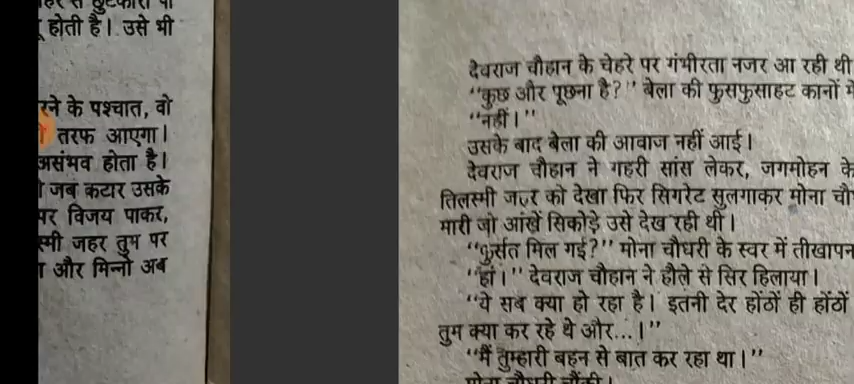 होती है। उसे भी
के पश्चात, वो
तरफ आएगा।
असंभव होता है।
जब कटार उसके
पर विजय पाकर,
जहर तुम पर
और मिन्नो अब
देवराज चौहान के चेहरे पर गंभीरता नजर आ रही थी
‘‘कुछ और पूछना है?’’ बेला की फुसफुसाहट कानों में
‘‘नहीं।’’
उसके बाद बेला की आवाज नहीं आई।
देवराज चौहान ने गहरी सांस लेकर, जगमोहन के
तिलस्मी जहर को देखा फिर सिगरेट सुलगाकर मोना
मारी जो आंखें सिकोड़े उसे देख रही थी।
‘‘फुर्सत मिल गई?’’ मोना चौधरी के स्वर में तीखापन
‘‘हां।’’ देवराज चौहान ने हौले से सिर हिलाया।
‘‘ये सब क्या हो रहा है। इतनी देर होंठों ही होंठों
तुम क्या कर रहे थे और...।’’
‘‘मैं तुम्हारी बहन से बात कर रहा था।’’
मोना चौधरी चौंकी।